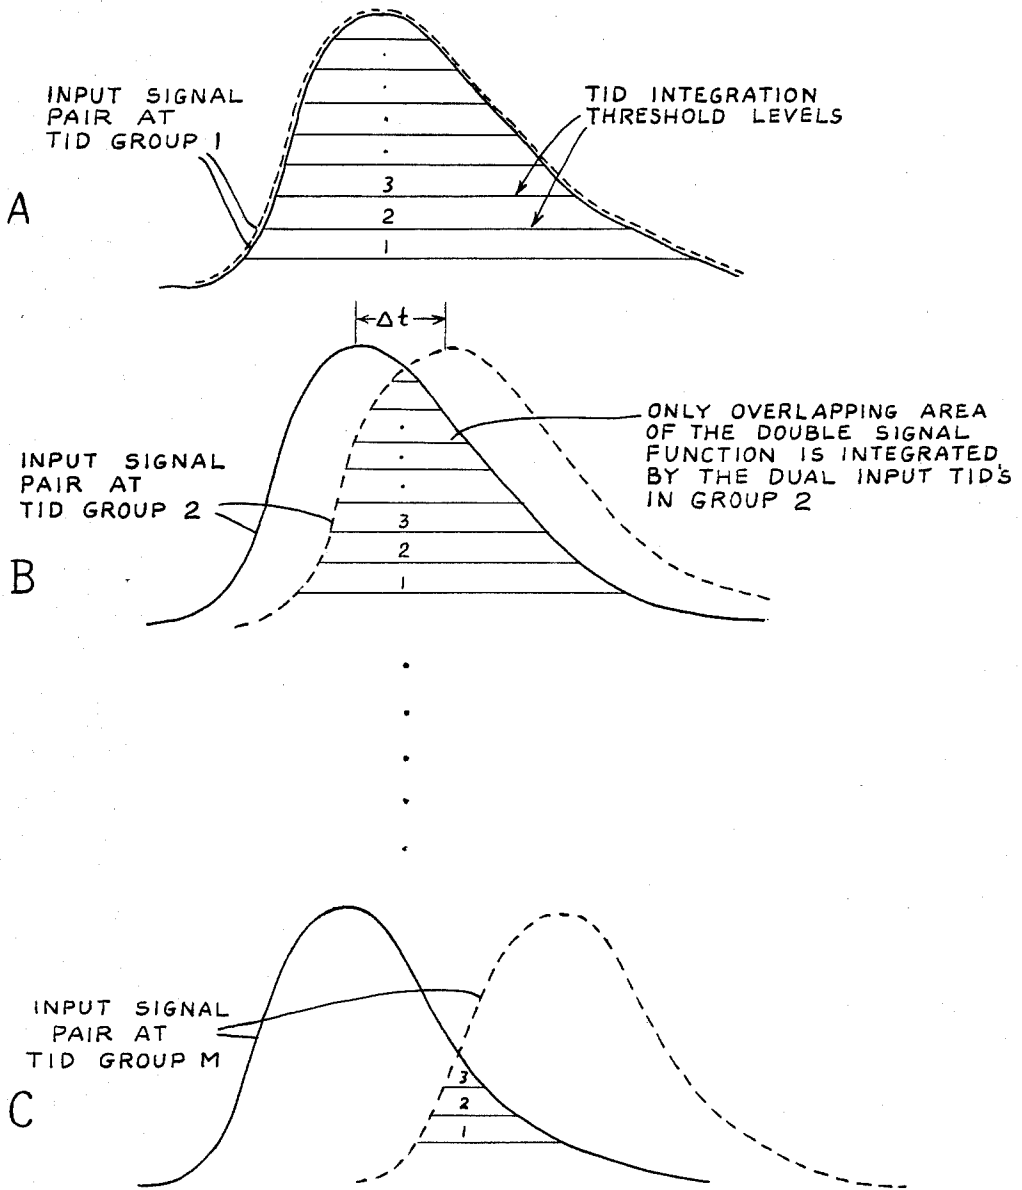 INPUT SIGNAL
PAIR AT
TID GROUP 1
TID INTEGRATION
THRESHOLD LEVELS
A
3
2
1
Δt
ONLY OVERLAPPING AREA
OF THE DOUBLE SIGNAL
FUNCTION IS INTEGRATED
BY THE DUAL INPUT TID'S
IN GROUP 2
INPUT SIGNAL
PAIR AT
TID GROUP 2
B
3
2
1
INPUT SIGNAL
PAIR AT
TID GROUP M
C
3
2
1